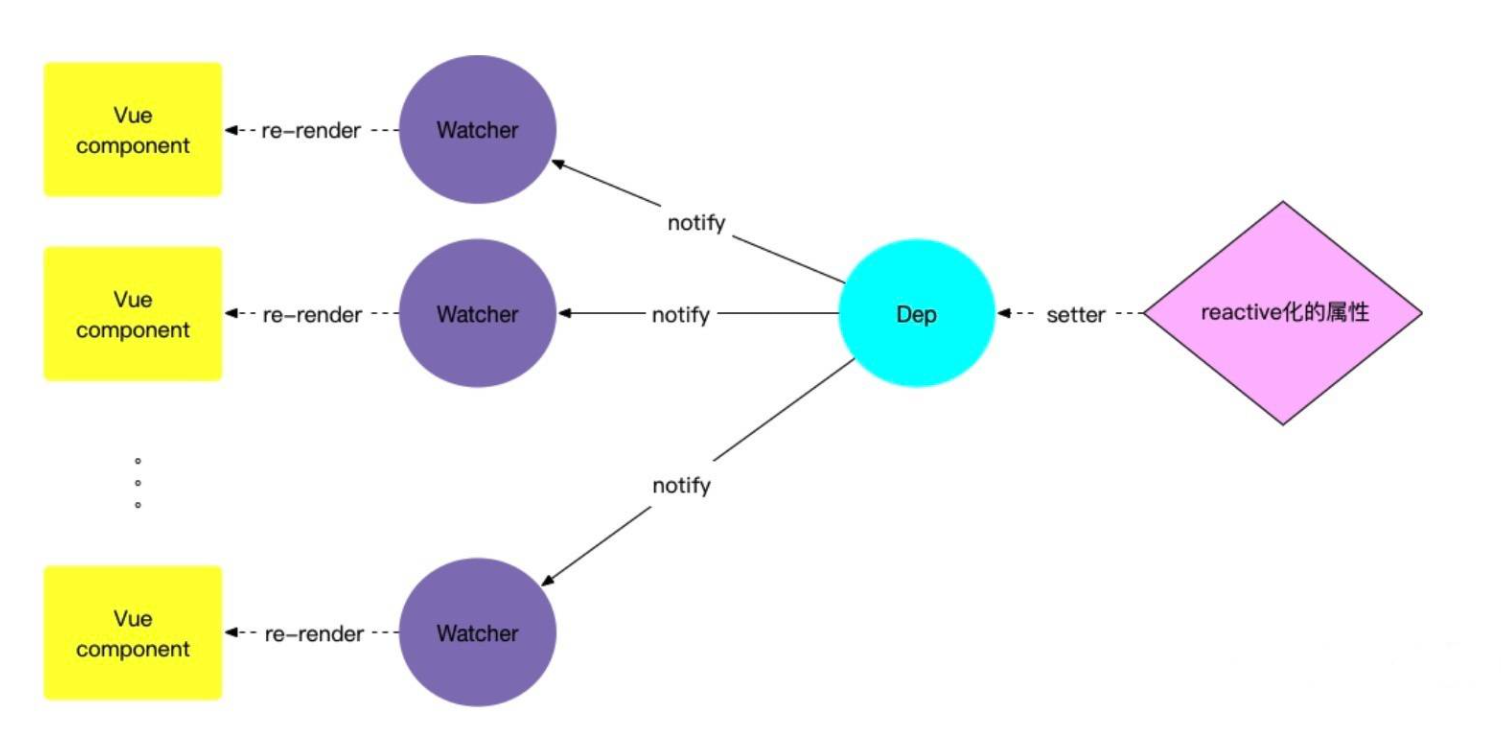 Vue
component
re-render
Watcher
notify
Vue
component
re-render
Watcher
notify
Dep
setter
reactive化的属性
notify
Vue
component
re-render
Watcher